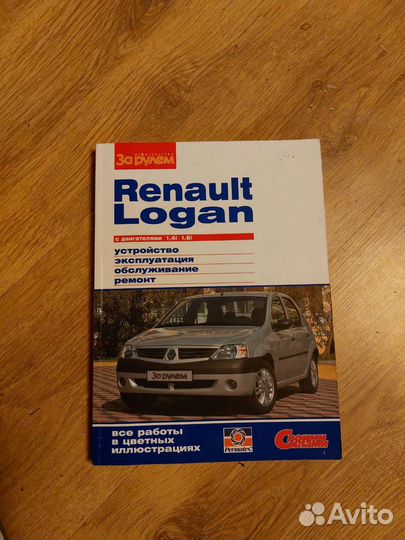 За рулем
Renault
Logan
с двигателями 1,4i 1,6i
устройство
эксплуатация
обслуживание
ремонт
За рулем
все работы
в цветных
иллюстрациях
Permatex
Avito